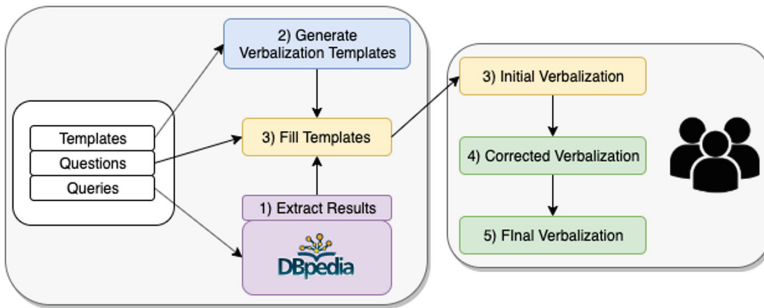 2) Generate
Verbalization Templates
Templates
Questions
Queries
3) Fill Templates
1) Extract Results
DBpedia
3) Initial Verbalization
4) Corrected Verbalization
5) FInal Verbalization